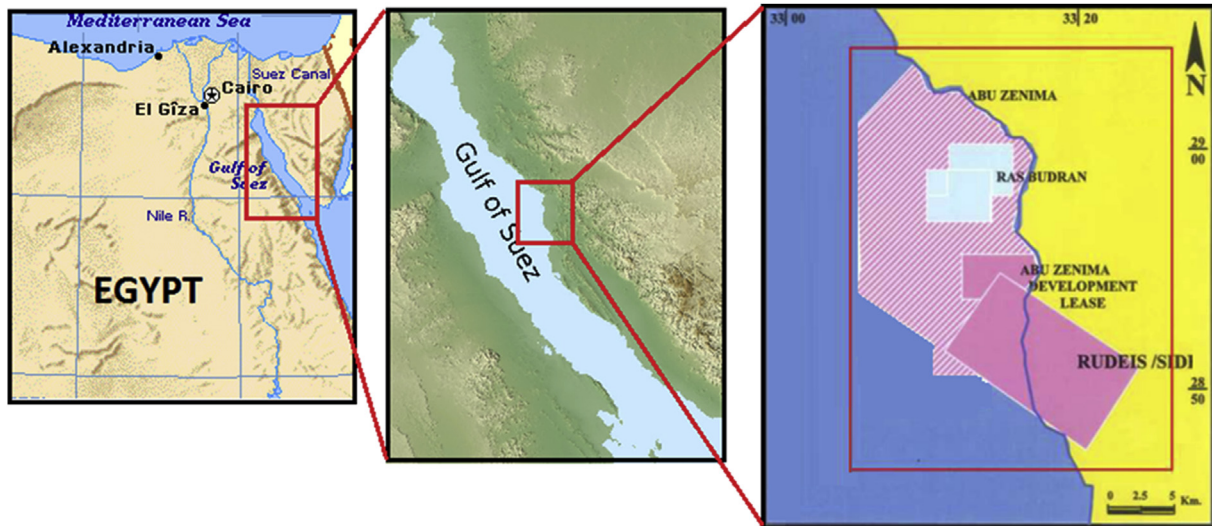 Mediterranean Sea
Alexandria
Suez Canal
Cairo
El Gîza
Gulf of
Suez
Nile R.
EGYPT
Gulf of Suez
33 00
33 20
N
ABU ZENIMA
29
00
RAS BUDRAN
ABU ZENIMA
DEVELOPMENT
LEASE
RUDEIS /SIDI
28
50
0 2.5 5 Km.